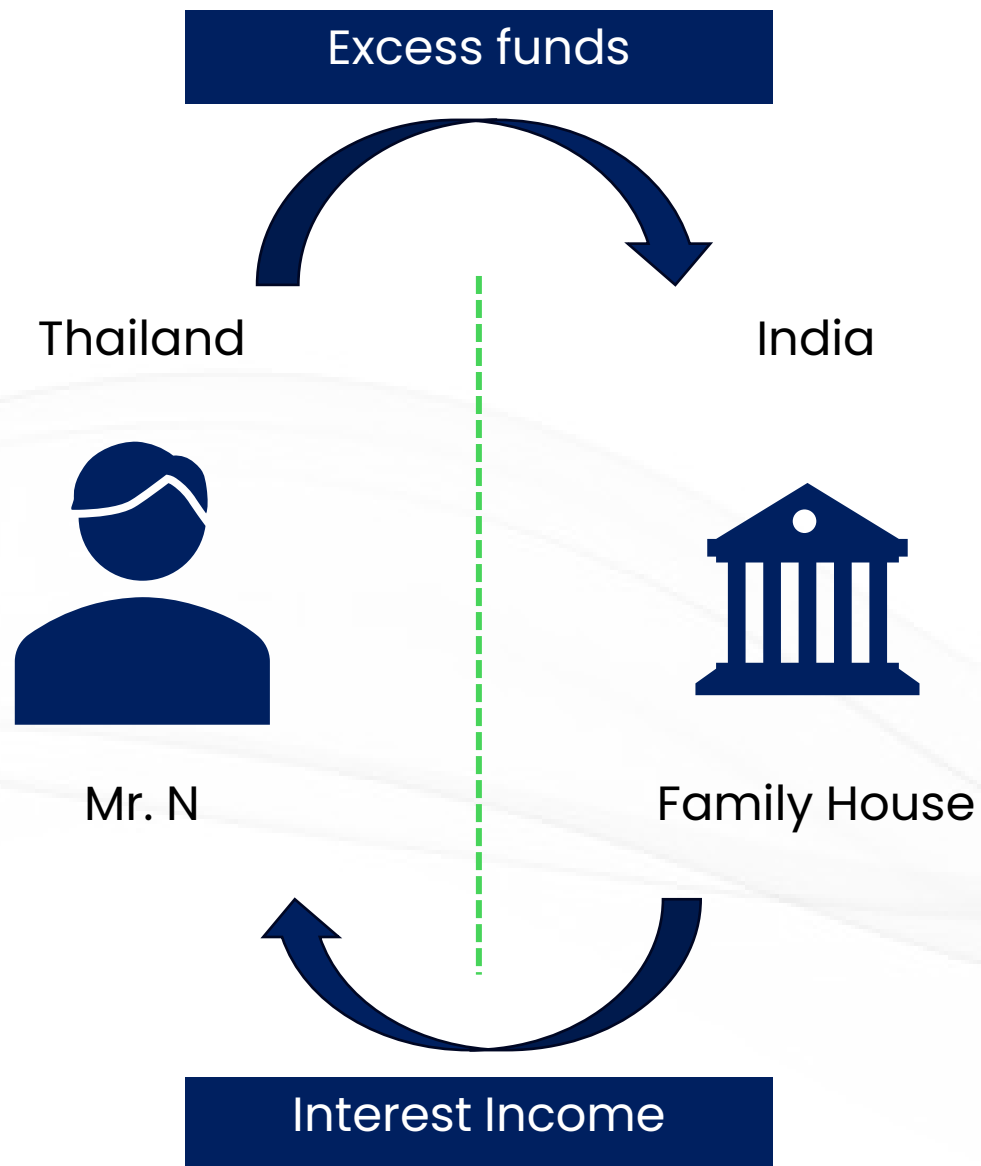 Excess funds
Thailand
India
Mr. N
Family House
Interest Income